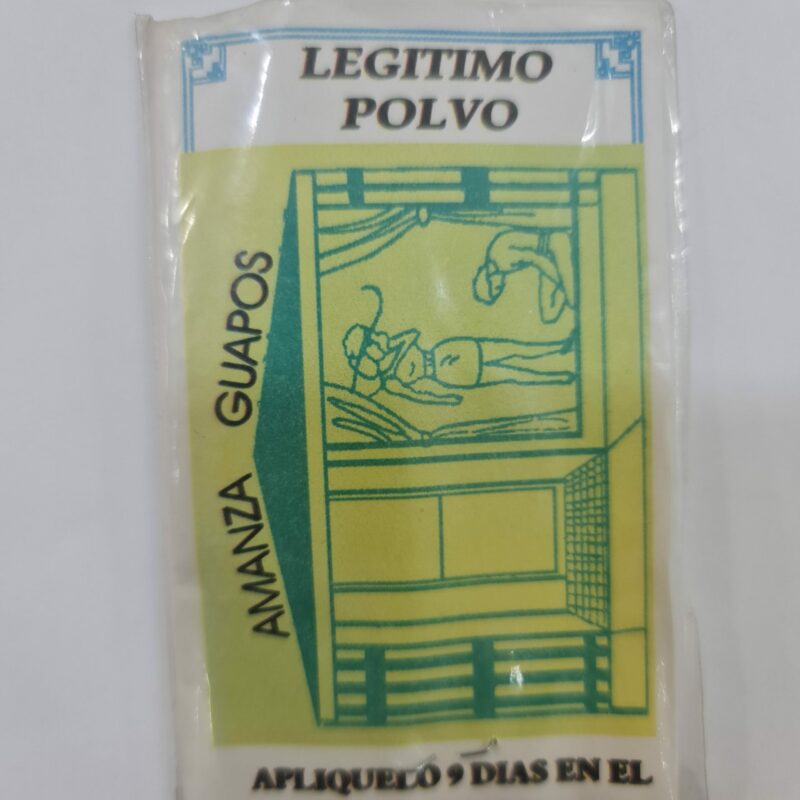 LEGITIMO
POLVO
AMANZA GUAPOS
APLIQUELO 9 DIAS EN EL